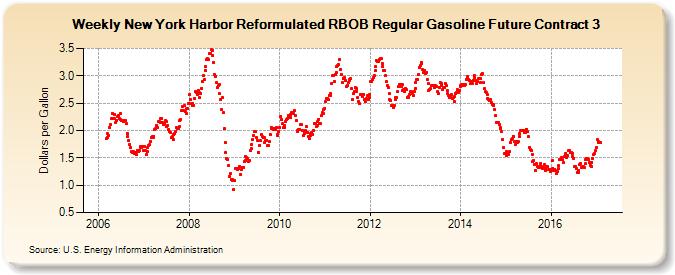 Weekly New York Harbor Reformulated RBOB Regular Gasoline Future Contract 3
Dollars per Gallon
3.5
3.0
2.5
2.0
1.5
1.0
0.5
2006 2008 2010 2012 2014 2016
Source: U.S. Energy Information Administration